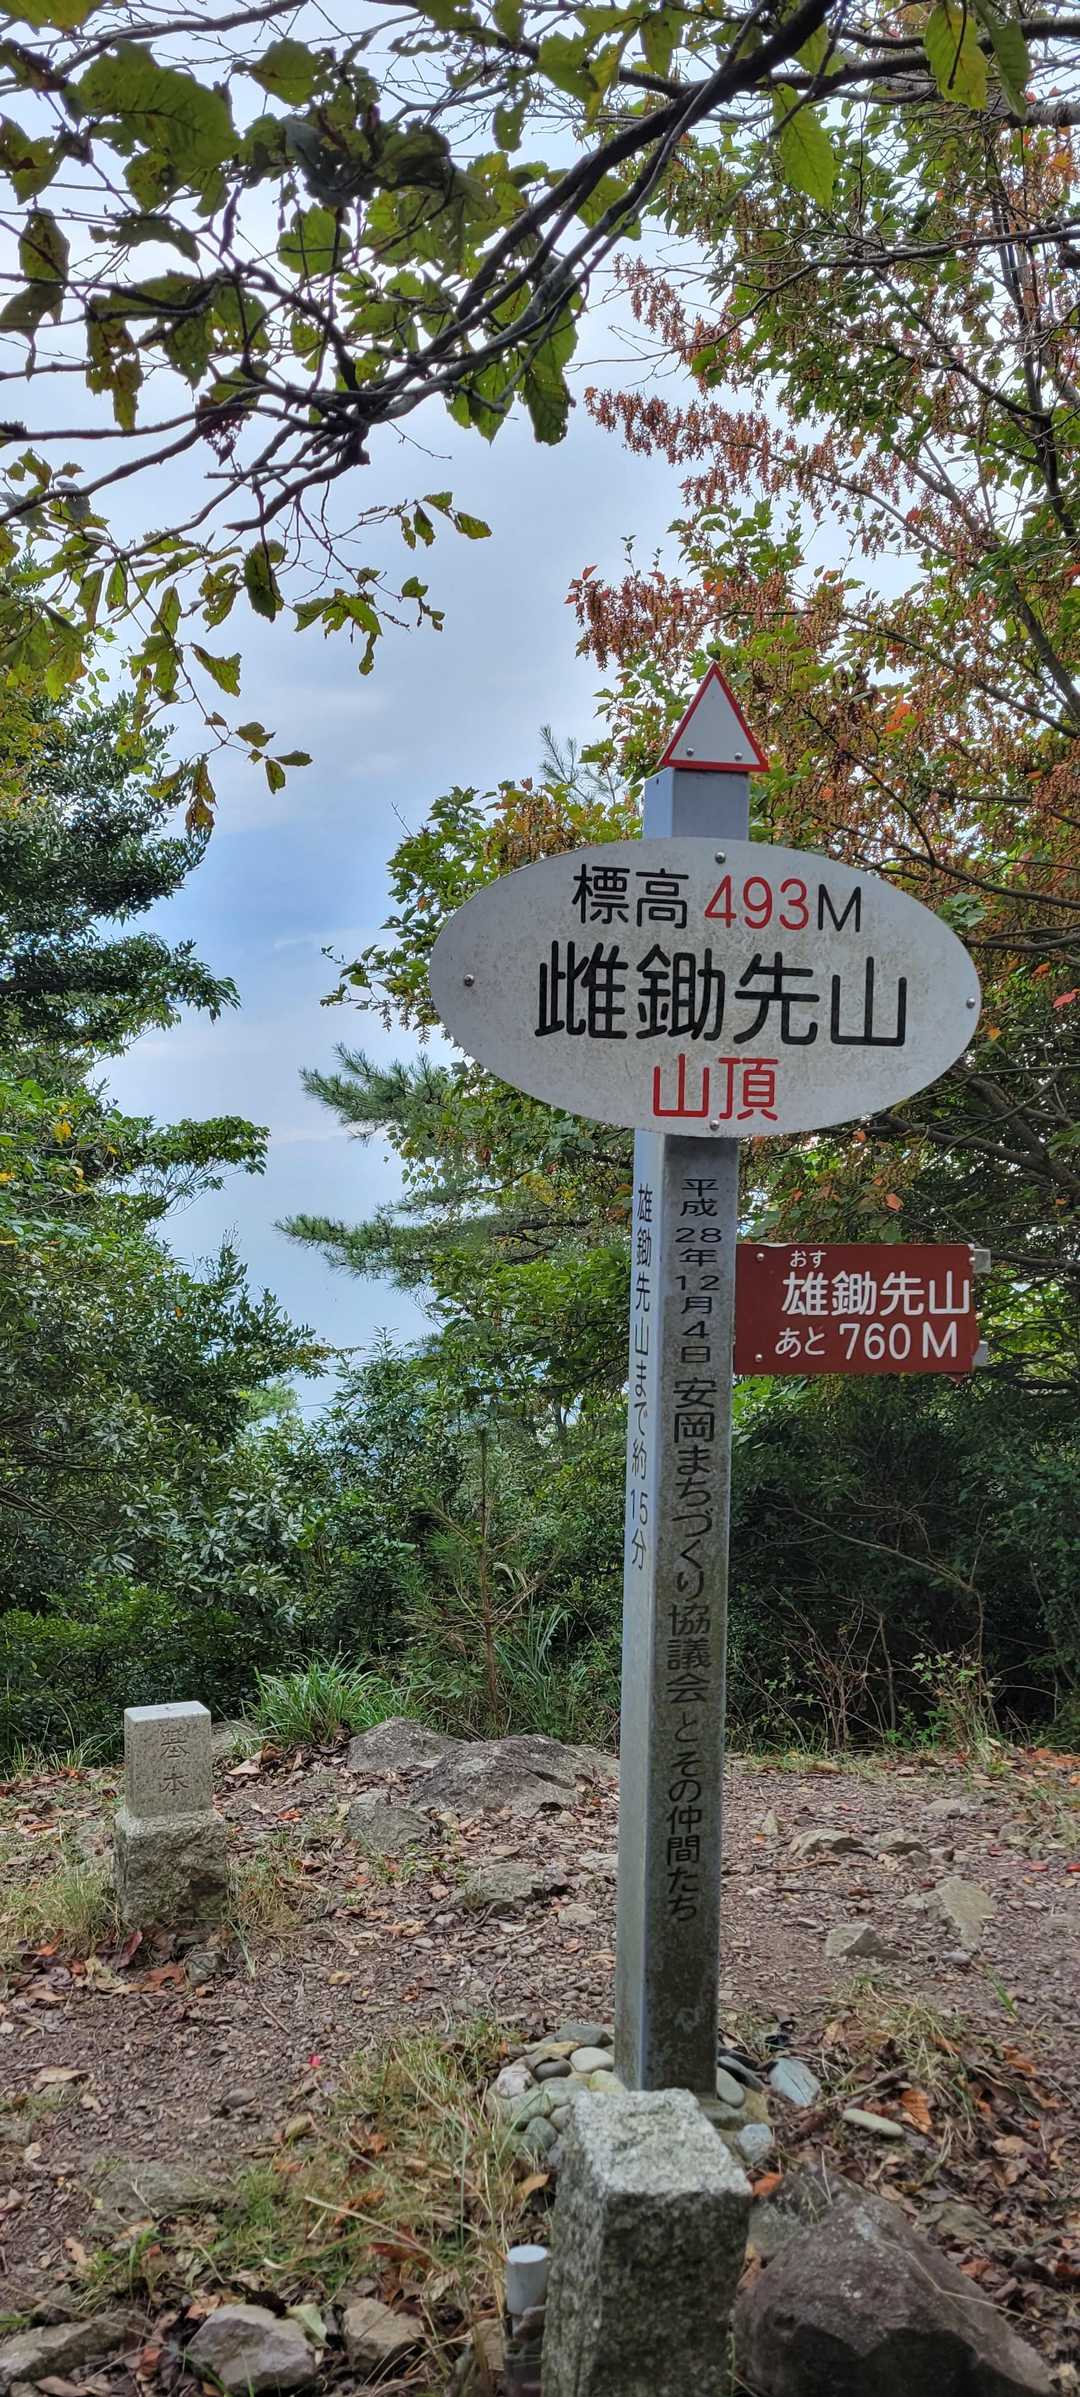 標高 493M
雌鋤先山
山頂
平成28年12月4日 安岡まちづくり協議会とその仲間たち
雄鋤先山まで約15分
おす
雄鋤先山
あと 760M
基本